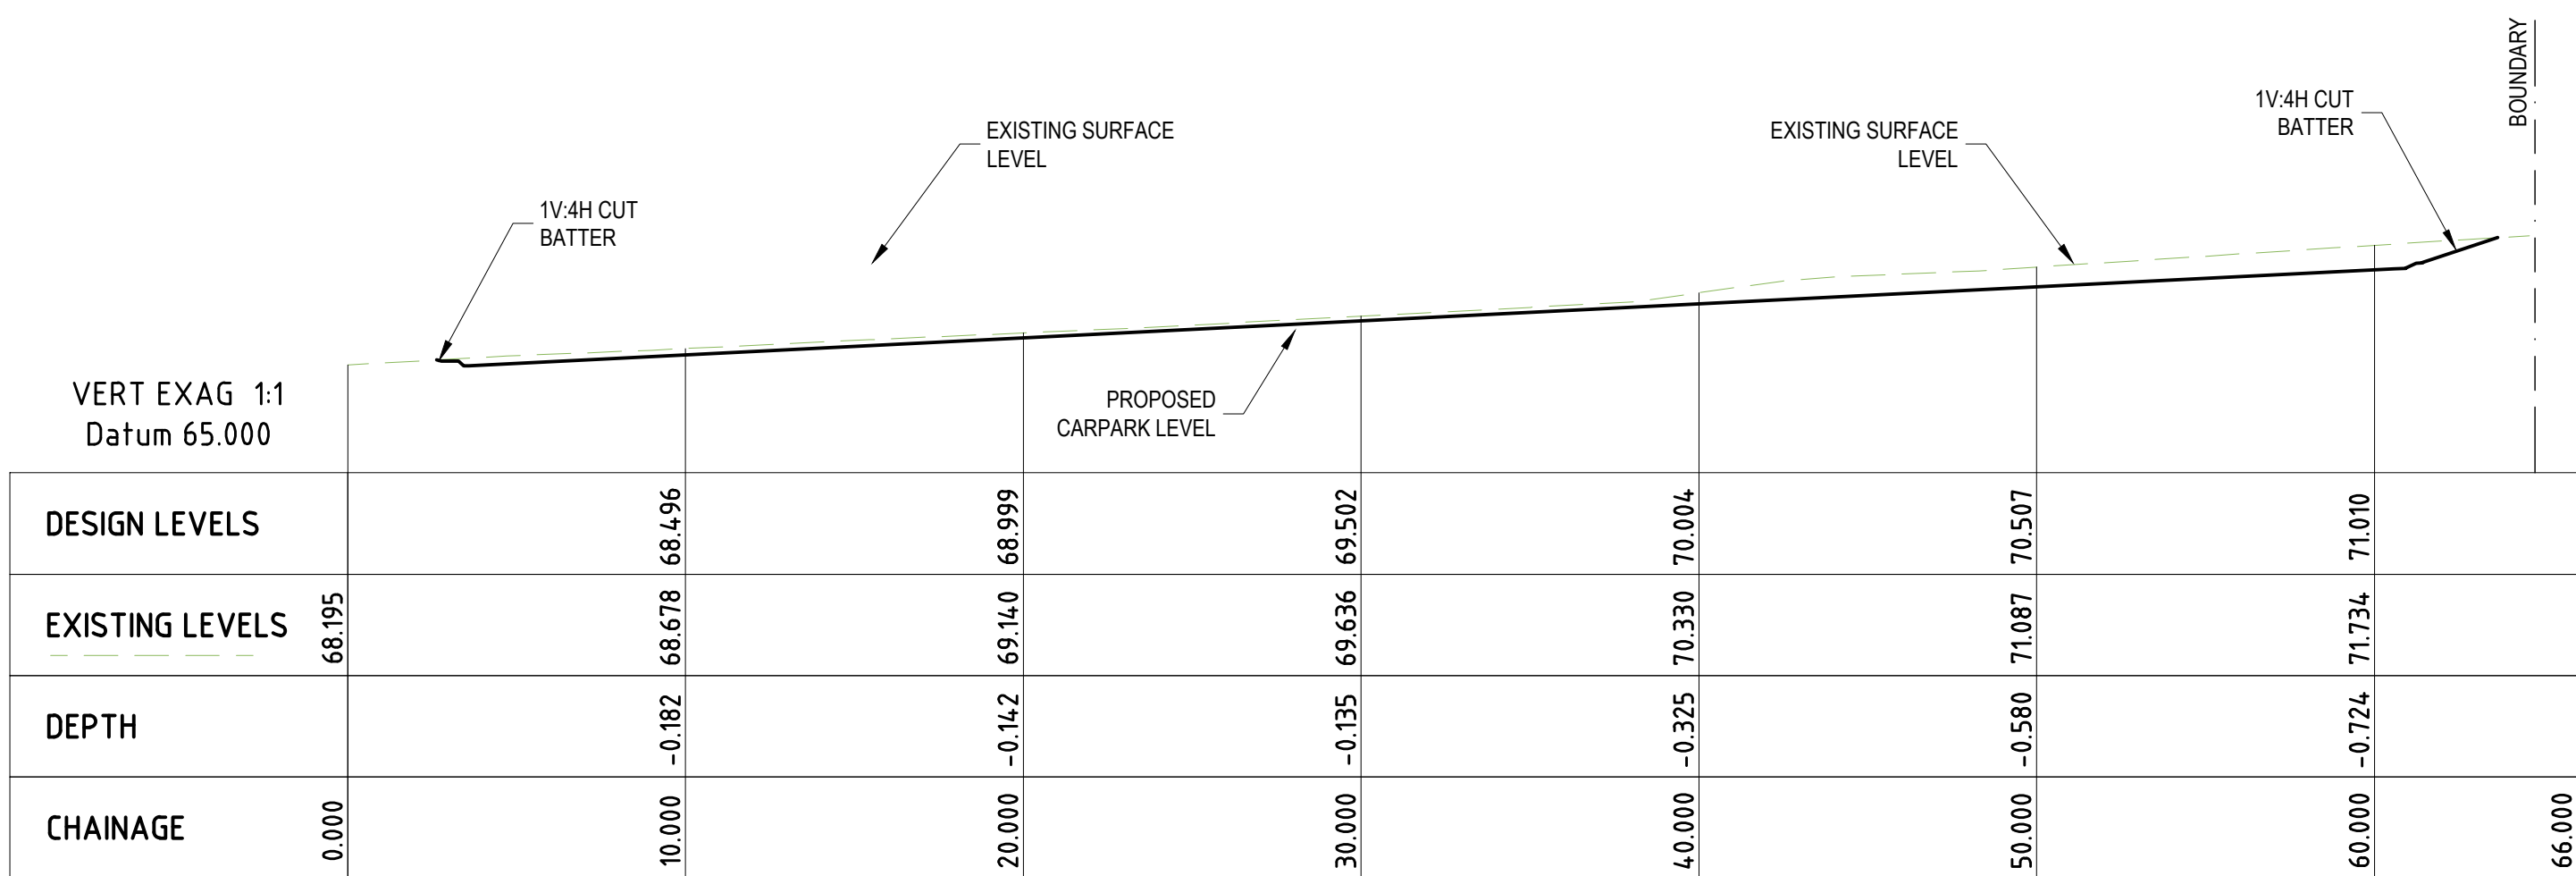 BOUNDARY
1V:4H CUT
BATTER
EXISTING SURFACE
LEVEL
EXISTING SURFACE
LEVEL
1V:4H CUT
BATTER
VERT EXAG 1:1
Datum 65.000
PROPOSED
CARPARK LEVEL
DESIGN LEVELS 68.496 68.999 69.502 70.004 70.507 71.010
EXISTING LEVELS 68.195 68.678 69.140 69.636 70.330 71.087 71.734
DEPTH -0.182 -0.142 -0.135 -0.325 -0.580 -0.724
CHAINAGE 0.000 10.000 20.000 30.000 40.000 50.000 60.000 66.000